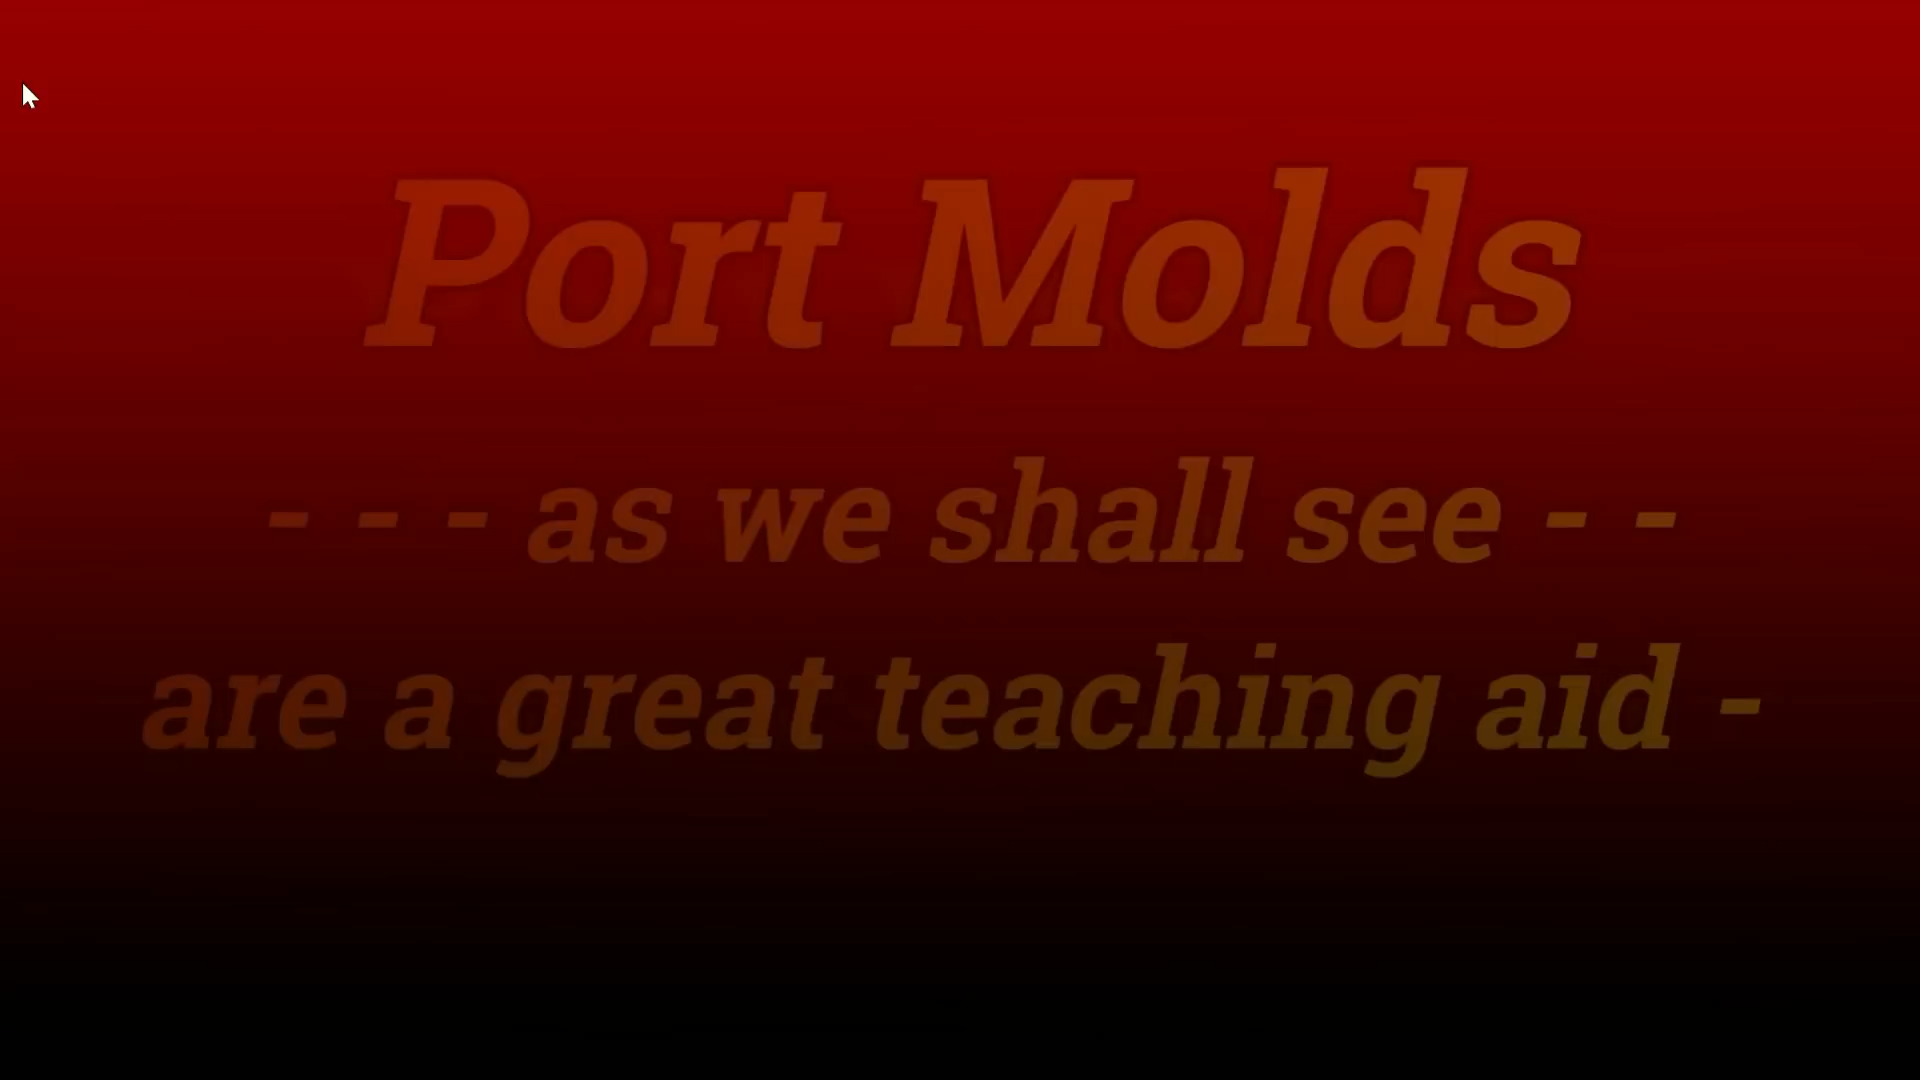 Port Molds
- - - as we shall see - -
are a great teaching aid -